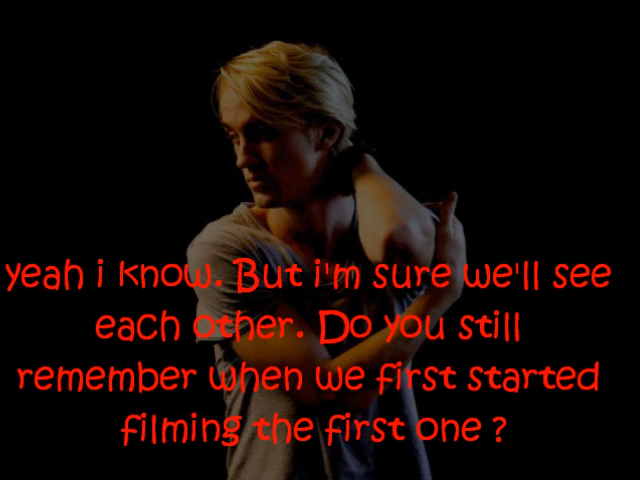 yeah i know. But i'm sure we'll see
each other. Do you still
remember when we first started
filming the first one ?